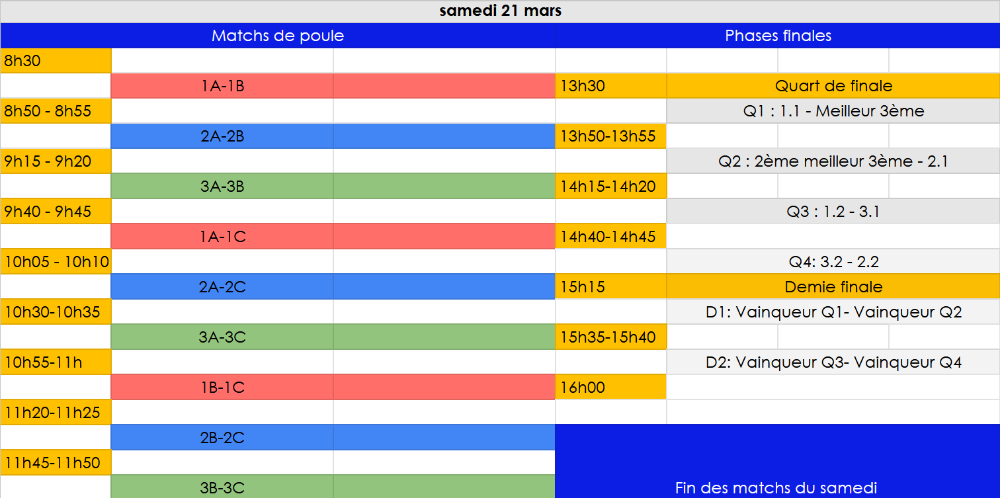 samedi 21 mars
Matchs de poule Phases finales
8h30
1A-1B 13h30 Quart de finale
8h50 - 8h55 Q1 : 1.1 - Meilleur 3ème
2A-2B 13h50-13h55
9h15 - 9h20 Q2 : 2ème meilleur 3ème - 2.1
3A-3B 14h15-14h20
9h40 - 9h45 Q3 : 1.2 - 3.1
1A-1C 14h40-14h45
10h05 - 10h10 Q4: 3.2 - 2.2
2A-2C 15h15 Demie finale
10h30-10h35 D1: Vainqueur Q1- Vainqueur Q2
3A-3C 15h35-15h40
10h55-11h D2: Vainqueur Q3- Vainqueur Q4
1B-1C 16h00
11h20-11h25
2B-2C
11h45-11h50
3B-3C Fin des matchs du samedi